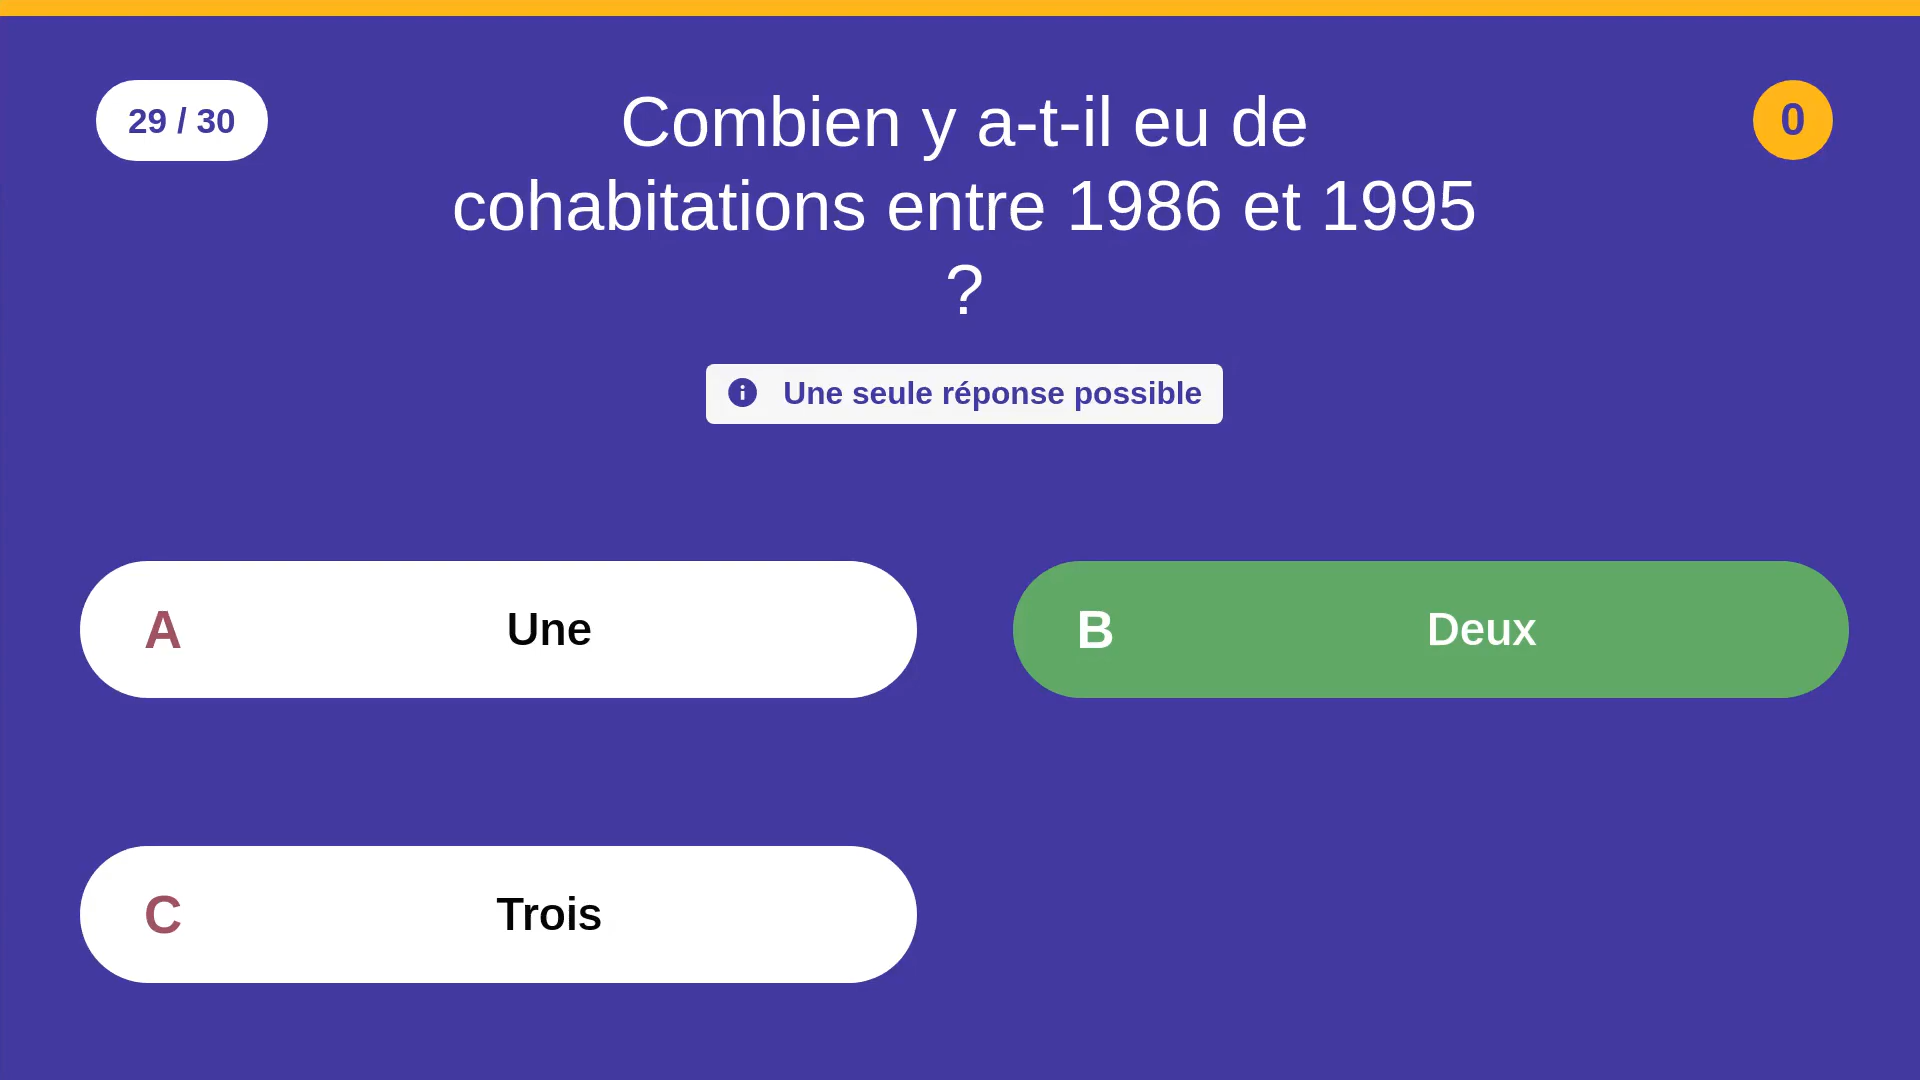 29 / 30
Combien y a-t-il eu de
cohabitations entre 1986 et 1995
?
0
Une seule réponse possible
A Une
B Deux
C Trois